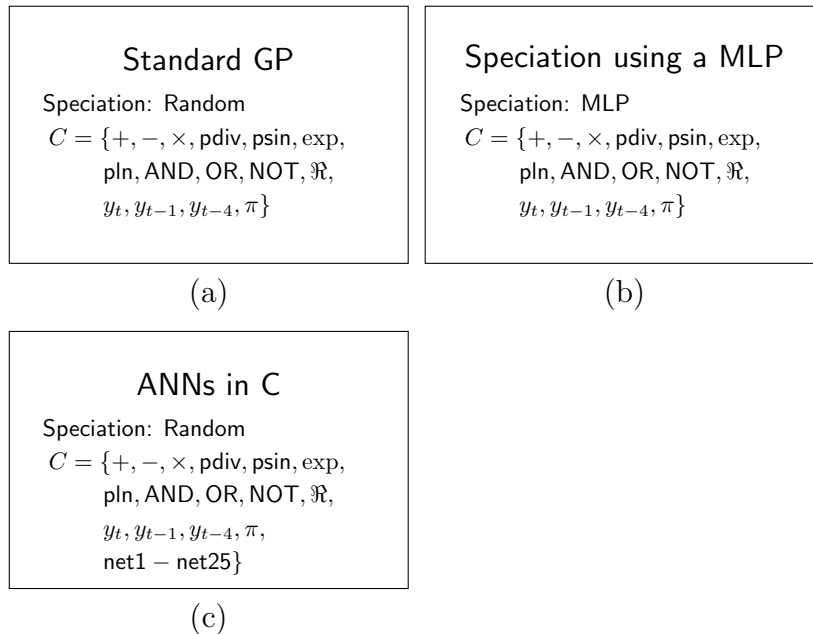 Standard GP
Speciation: Random
C = {+, −, ×, pdiv, psin, exp,
pln, AND, OR, NOT, ℜ,
y_t, y_{t−1}, y_{t−4}, π}
(a)
Speciation using a MLP
Speciation: MLP
C = {+, −, ×, pdiv, psin, exp,
pln, AND, OR, NOT, ℜ,
y_t, y_{t−1}, y_{t−4}, π}
(b)
ANNs in C
Speciation: Random
C = {+, −, ×, pdiv, psin, exp,
pln, AND, OR, NOT, ℜ,
y_t, y_{t−1}, y_{t−4}, π,
net1 − net25}
(c)